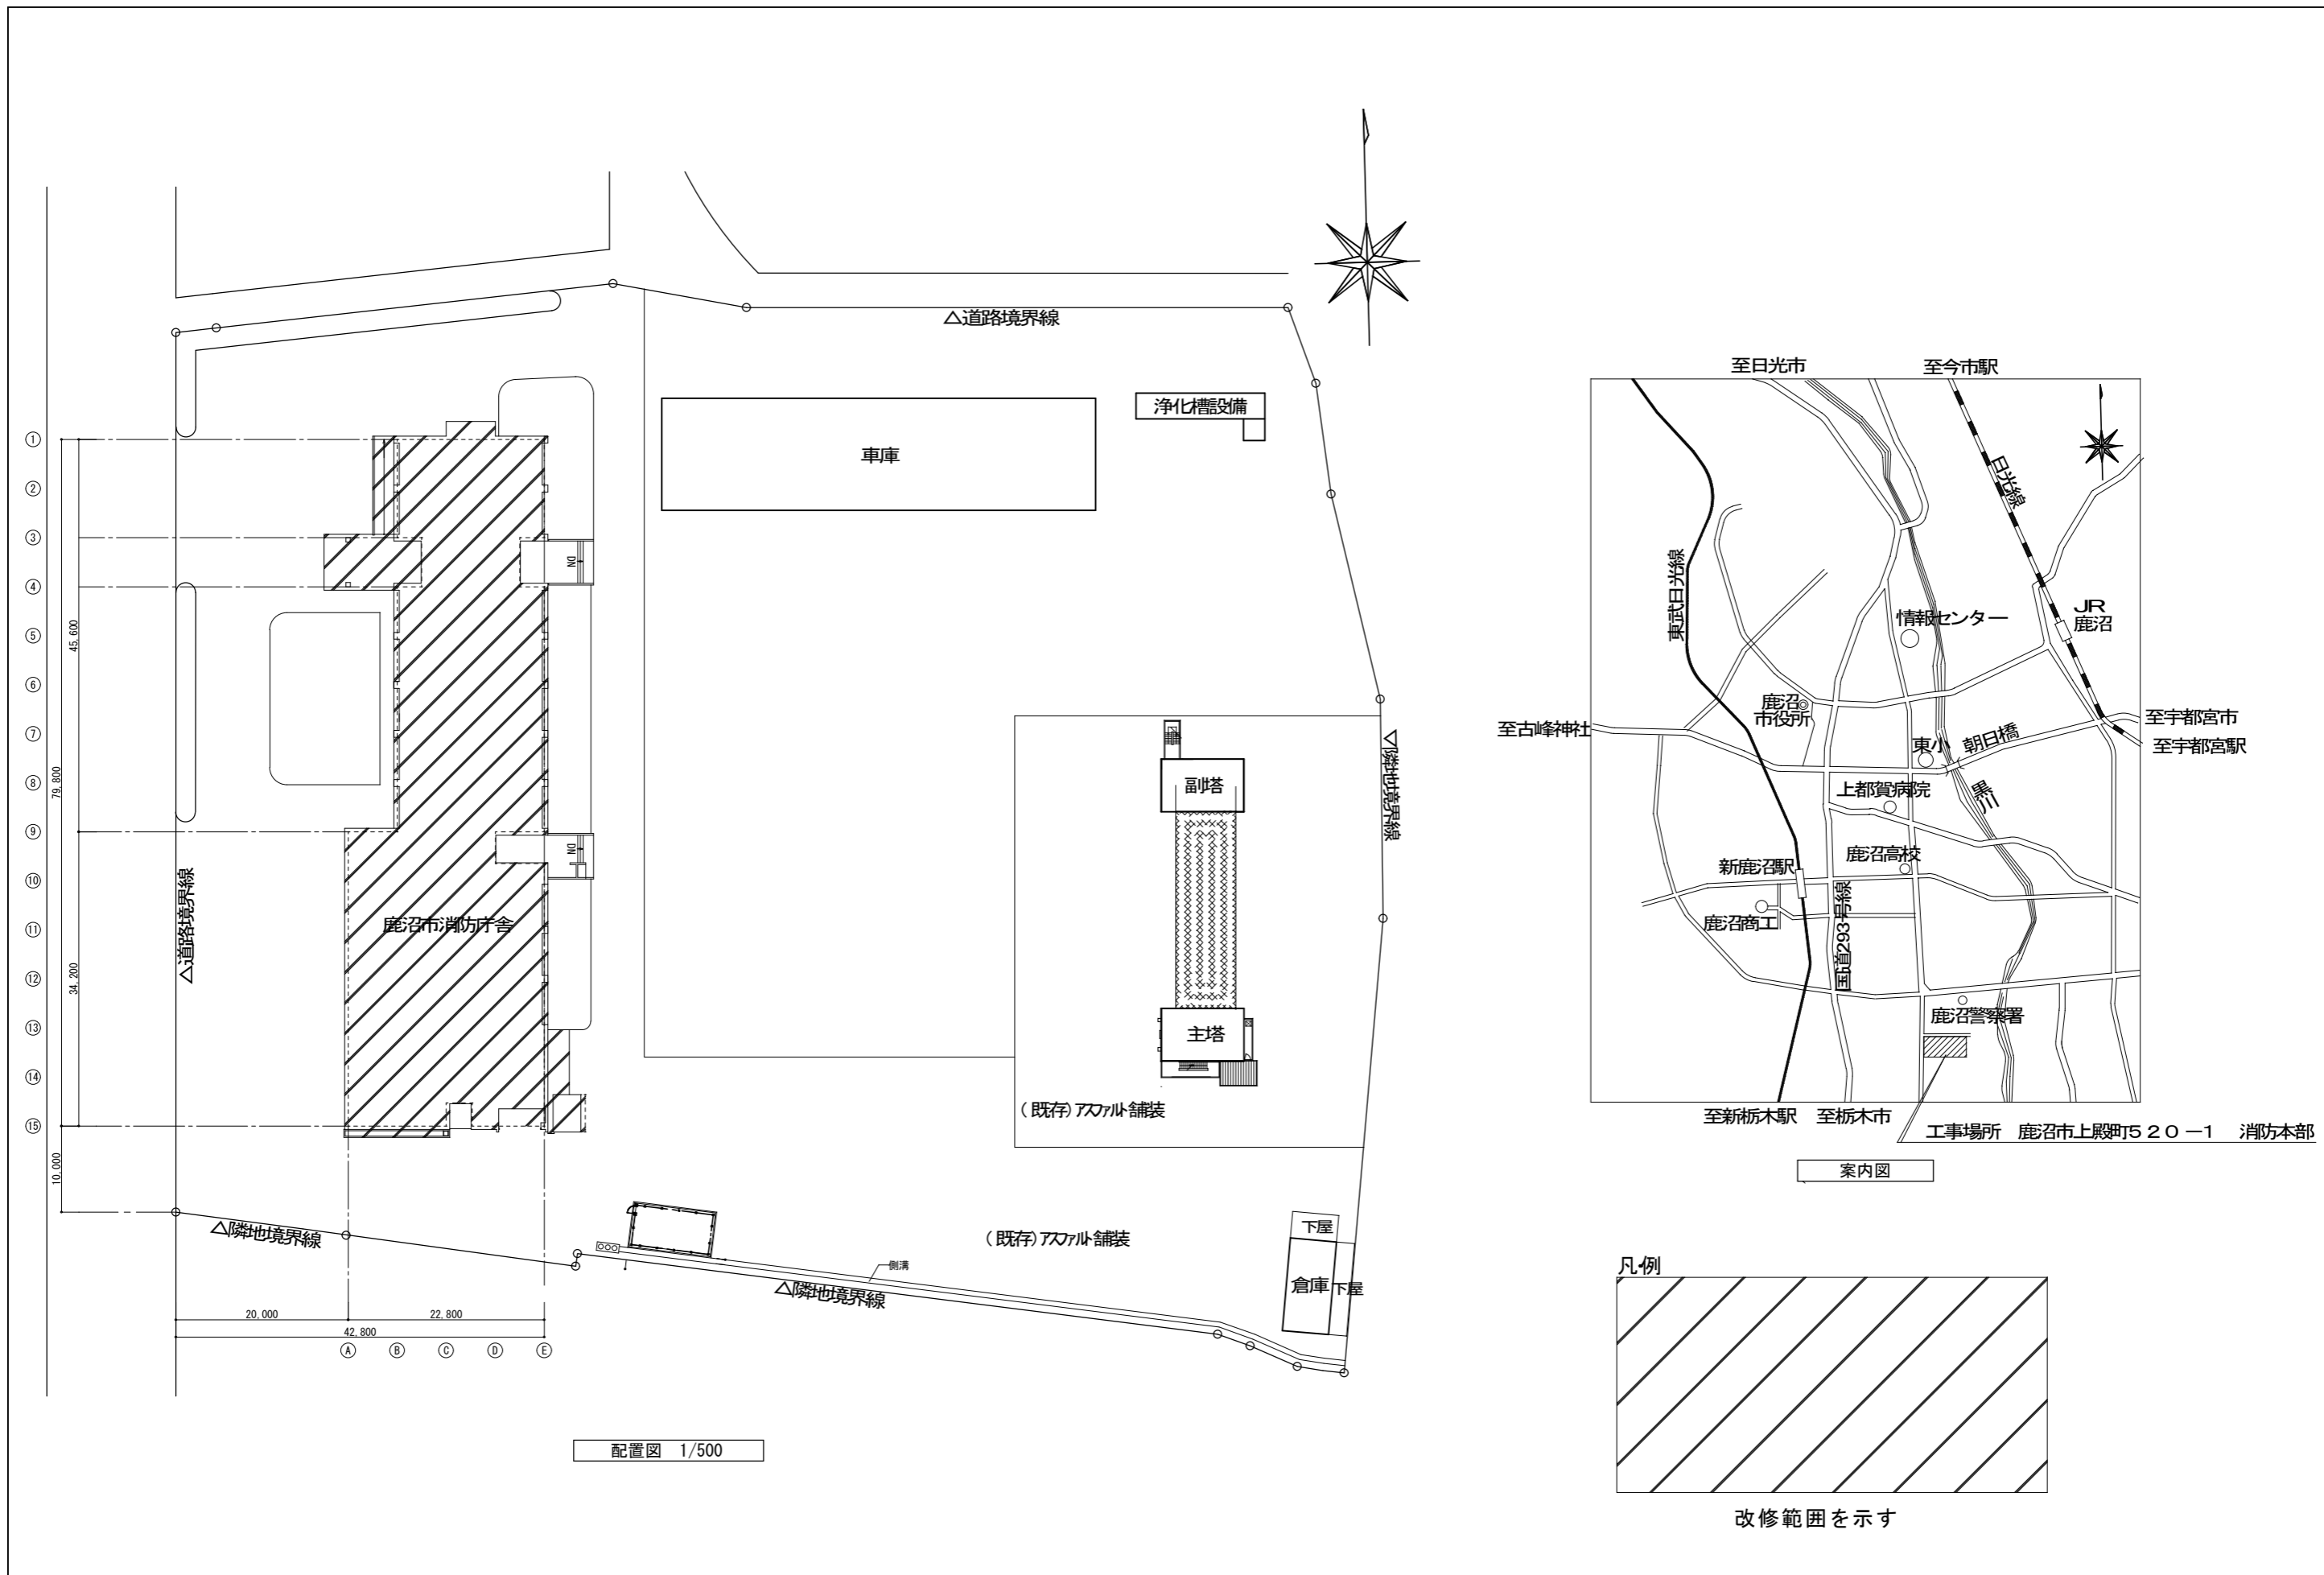 △道路境界線
浄化槽設備
車庫
①
②
③
④
⑤
⑥
⑦
⑧
⑨
⑩
⑪
⑫
⑬
⑭
⑮
45,600
79,800
34,200
10,000
DN
DN
鹿沼市消防庁舎
△道路境界線
副塔
主塔
△隣地境界線
(既存)アスファルト舗装
△隣地境界線
(既存)アスファルト舗装
側溝
△隣地境界線
下屋
倉庫
下屋
20,000
22,800
42,800
Ⓐ
Ⓑ
Ⓒ
Ⓓ
Ⓔ
配置図 1/500
至日光市
至今市駅
日光線
東武日光線
情報センター
JR
鹿沼
鹿沼
市役所
至古峰神社
至宇都宮市
至宇都宮駅
東小
朝日橋
黒川
上都賀病院
鹿沼高校
新鹿沼駅
鹿沼商工
国道293号線
鹿沼警察署
至新栃木駅
至栃木市
工事場所 鹿沼市上殿町520-1 消防本部
案内図
凡例
改修範囲を示す